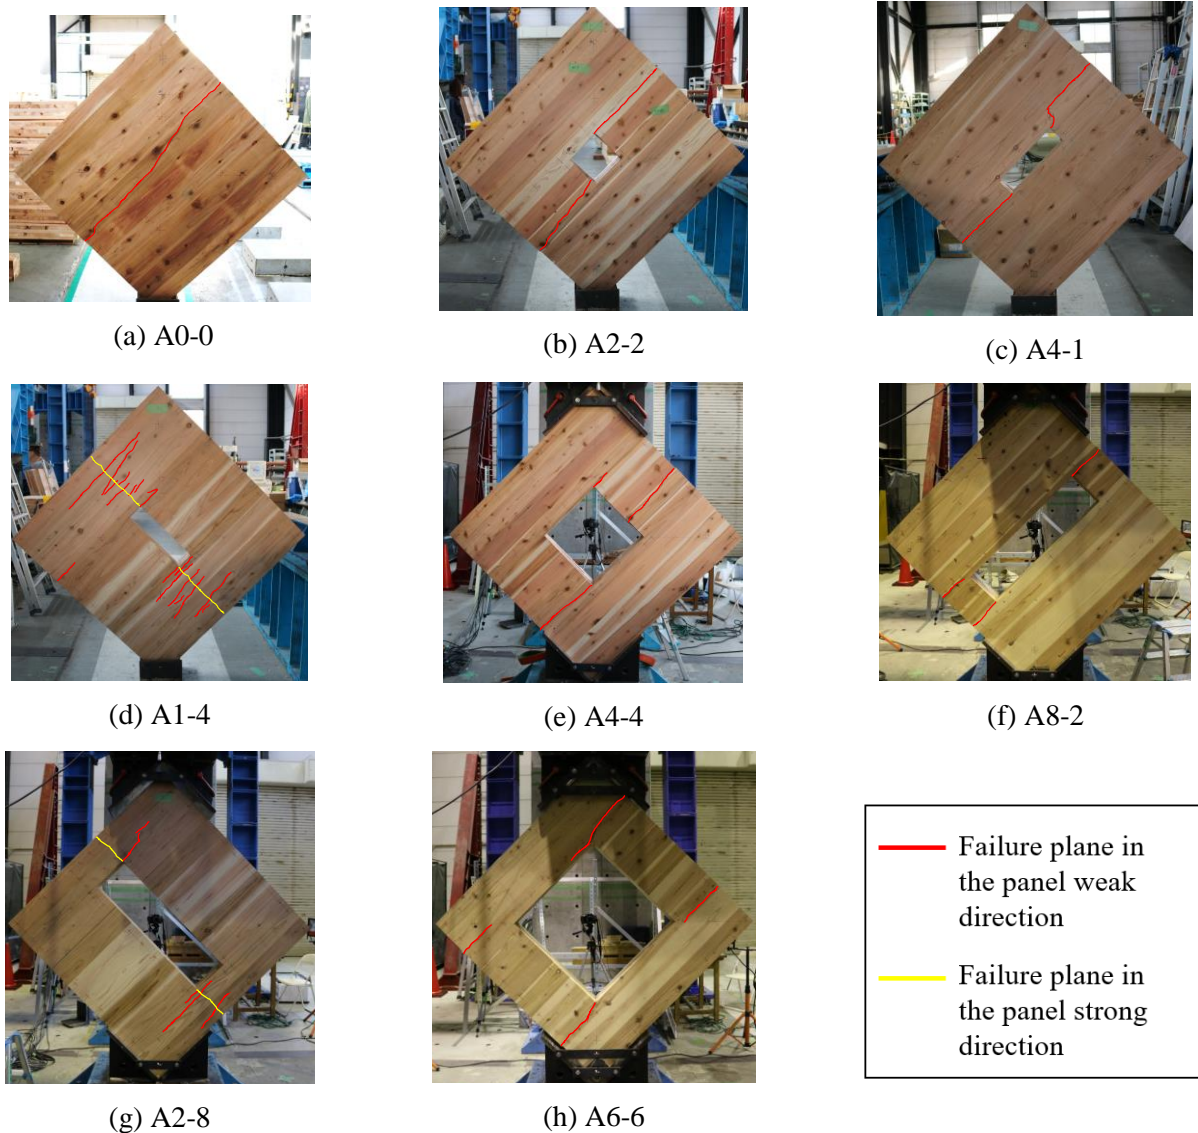 (a) A0-0
(b) A2-2
(c) A4-1
(d) A1-4
(e) A4-4
(f) A8-2
(g) A2-8
(h) A6-6
Failure plane in
the panel weak
direction
Failure plane in
the panel strong
direction